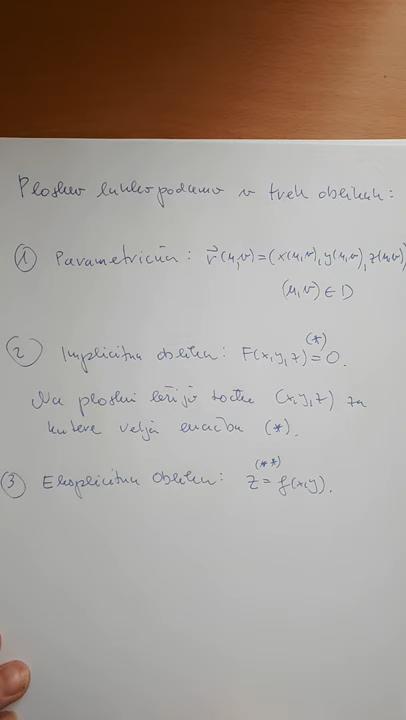 Ploskev lahko podamo v treh oblikah:
① Parametrična: r⃗(u,v)=(x(u,v),y(u,v),z(u,v))
(u,v)∈D
② Implicitna oblika: F(x,y,z)=0.
(*)
Na ploskvi ležijo točke (x,y,z) za
katere velja enačba (*).
③ Eksplicitna oblika: z=f(x,y).
(**)